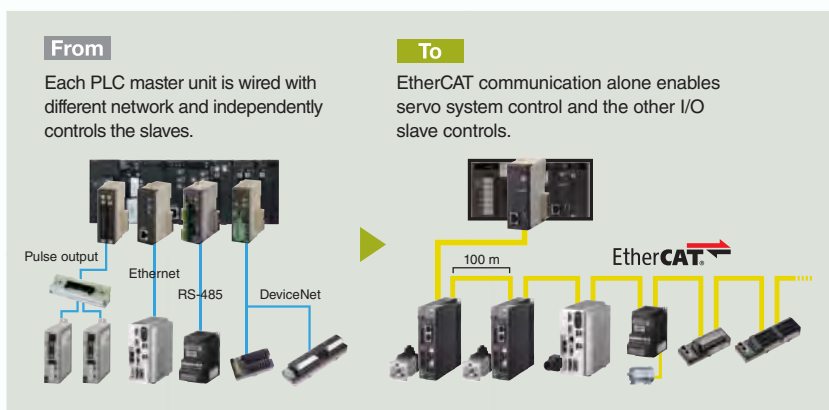 From
Each PLC master unit is wired with
different network and independently
controls the slaves.
Pulse output
Ethernet
RS-485
DeviceNet
To
EtherCAT communication alone enables
servo system control and the other I/O
slave controls.
100 m
EtherCAT®